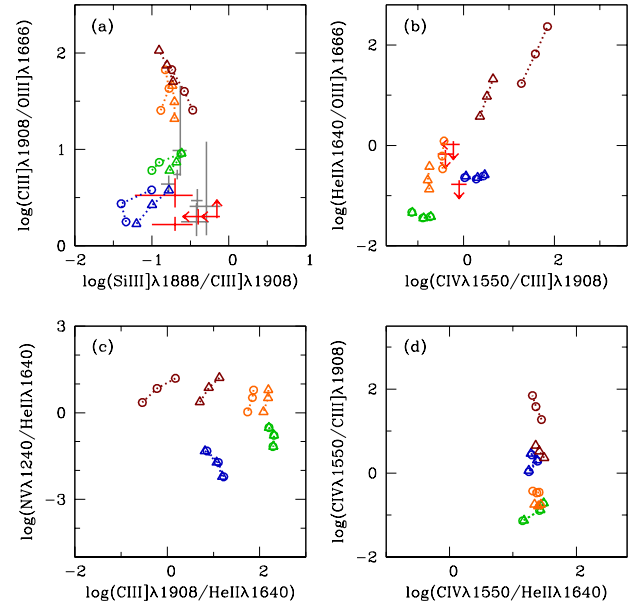 (a)
log(CIII]λ1908/OIII]λ1666)
2
1
0
−2
−1
0
1
log(SiIII]λ1888/CIII]λ1908)
(b)
log(HeIIλ1640/OIII]λ1666)
2
0
−2
0
2
log(CIVλ1550/CIII]λ1908)
(c)
log(NVλ1240/HeIIλ1640)
3
0
−3
−2
0
2
log(CIII]λ1908/HeIIλ1640)
(d)
log(CIVλ1550/CIII]λ1908)
2
0
−2
0
2
log(CIVλ1550/HeIIλ1640)